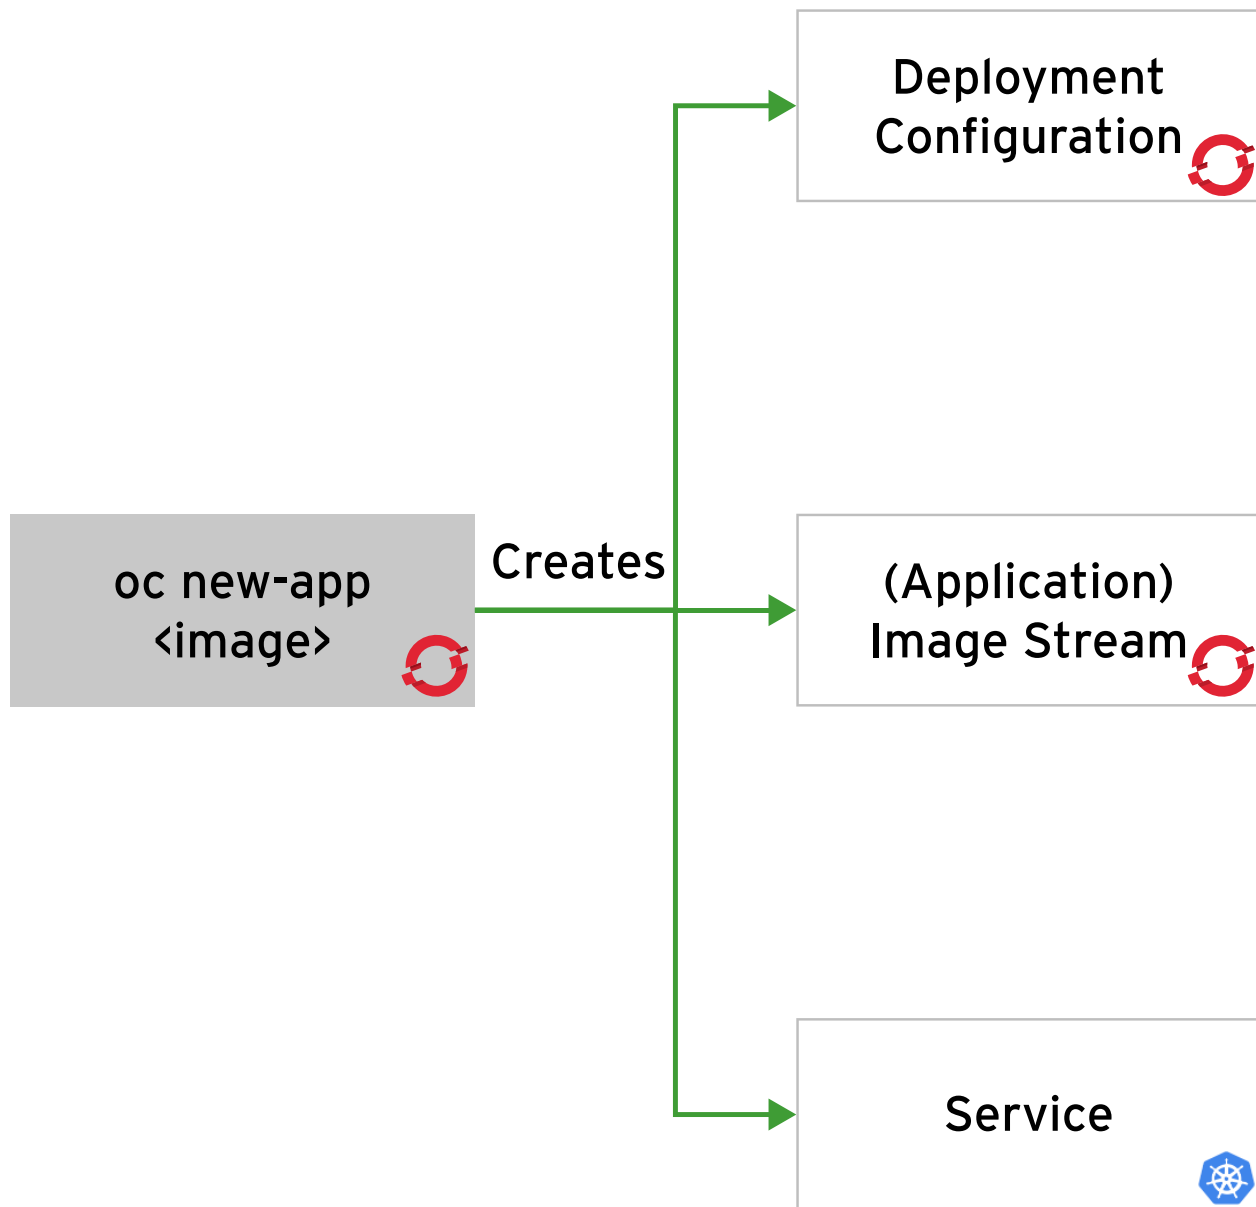 Deployment
Configuration
oc new-app
<image>
Creates
(Application)
Image Stream
Service